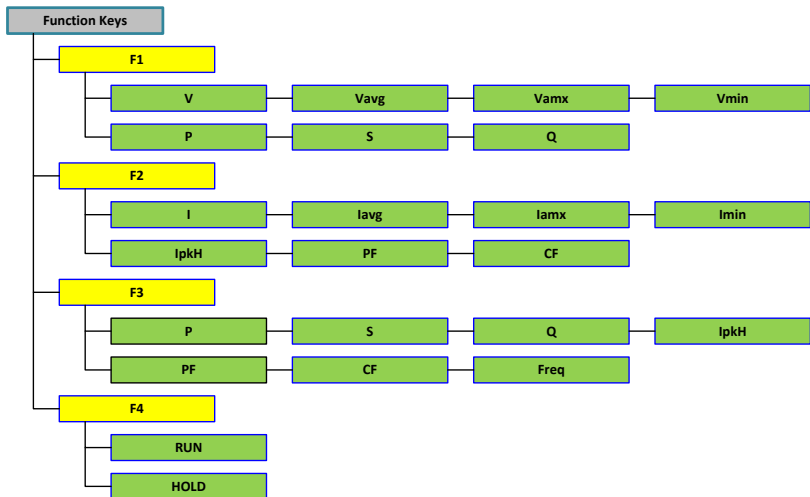 Function Keys
F1
V Vavg Vamx Vmin
P S Q
F2
I Iavg Iamx Imin
IpkH PF CF
F3
P S Q IpkH
PF CF Freq
F4
RUN
HOLD